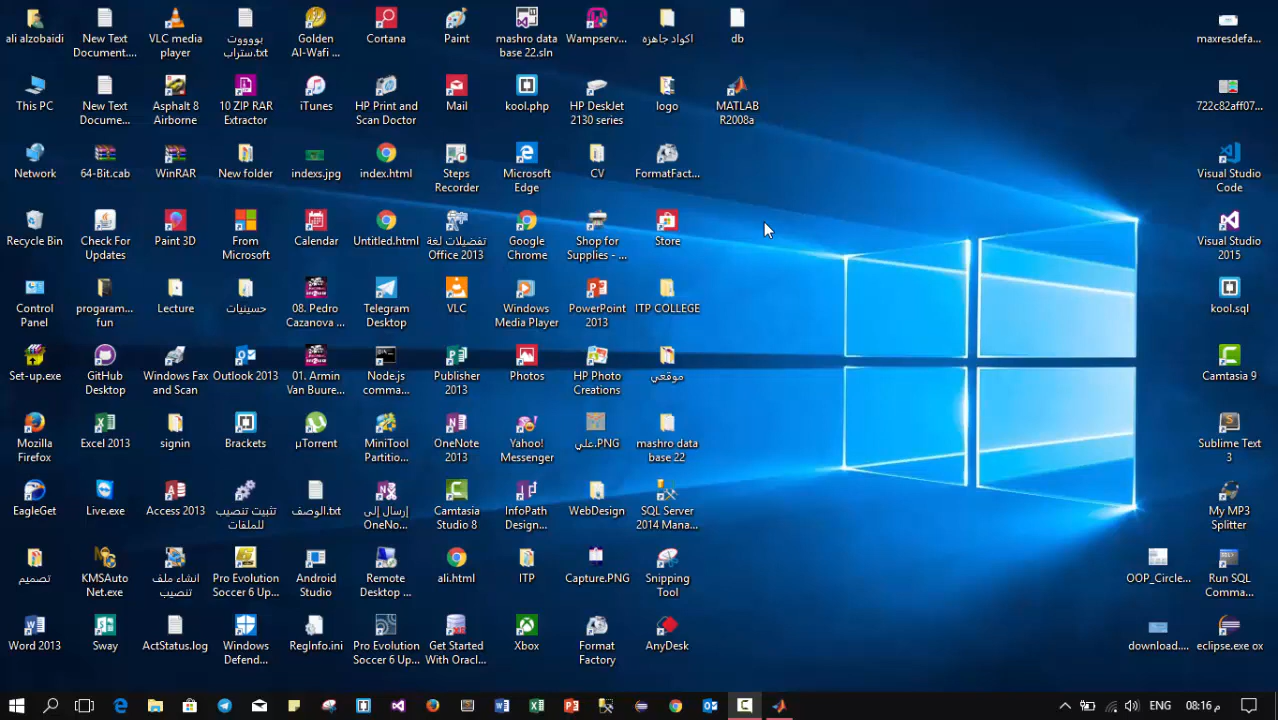 ali alzobaidi
New Text
Document....
VLC media
player
بوووت
ستراب.txt
Golden
Al-Wafi ...
Cortana
Paint
mashro data
base 22.sln
Wampserv...
اكواد جاهزه
db
maxresdefa...
This PC
New Text
Docume...
Asphalt 8
Airborne
10 ZIP RAR
Extractor
iTunes
HP Print and
Scan Doctor
Mail
kool.php
HP DeskJet
2130 series
logo
MATLAB
R2008a
722c82aff07...
Network
64-Bit.cab
WinRAR
New folder
indexs.jpg
index.html
Steps
Recorder
Microsoft
Edge
CV
FormatFact...
Visual Studio
Code
Recycle Bin
Check For
Updates
Paint 3D
From
Microsoft
Calendar
Untitled.html
تفضيلات لغة
Office 2013
Google
Chrome
Shop for
Supplies - ...
Store
Visual Studio
2015
Control
Panel
progaram...
fun
Lecture
حسينيات
08. Pedro
Cazanova ...
Telegram
Desktop
VLC
Windows
Media Player
PowerPoint
2013
ITP COLLEGE
kool.sql
Set-up.exe
GitHub
Desktop
Windows Fax
and Scan
Outlook 2013
01. Armin
Van Buure...
Node.js
comma...
Publisher
2013
Photos
HP Photo
Creations
موقعي
Camtasia 9
Mozilla
Firefox
Excel 2013
signin
Brackets
µTorrent
MiniTool
Partitio...
OneNote
2013
Yahoo!
Messenger
علي.PNG
mashro data
base 22
Sublime Text
3
EagleGet
Live.exe
Access 2013
تثبيت تنصيب
للملفات
الوصف.txt
إرسال إلى
OneNo...
Camtasia
Studio 8
InfoPath
Design...
WebDesign
SQL Server
2014 Mana...
My MP3
Splitter
تصميم
KMSAuto
Net.exe
انشاء ملف
تنصيب
Pro Evolution
Soccer 6 Up...
Android
Studio
Remote
Desktop ...
ali.html
ITP
Capture.PNG
Snipping
Tool
OOP_Circle...
Run SQL
Comma...
Word 2013
Sway
ActStatus.log
Windows
Defend...
RegInfo.ini
Pro Evolution
Soccer 6 Up...
Get Started
With Oracl...
Xbox
Format
Factory
AnyDesk
download....
eclipse.exe ox
ENG
08:16 م